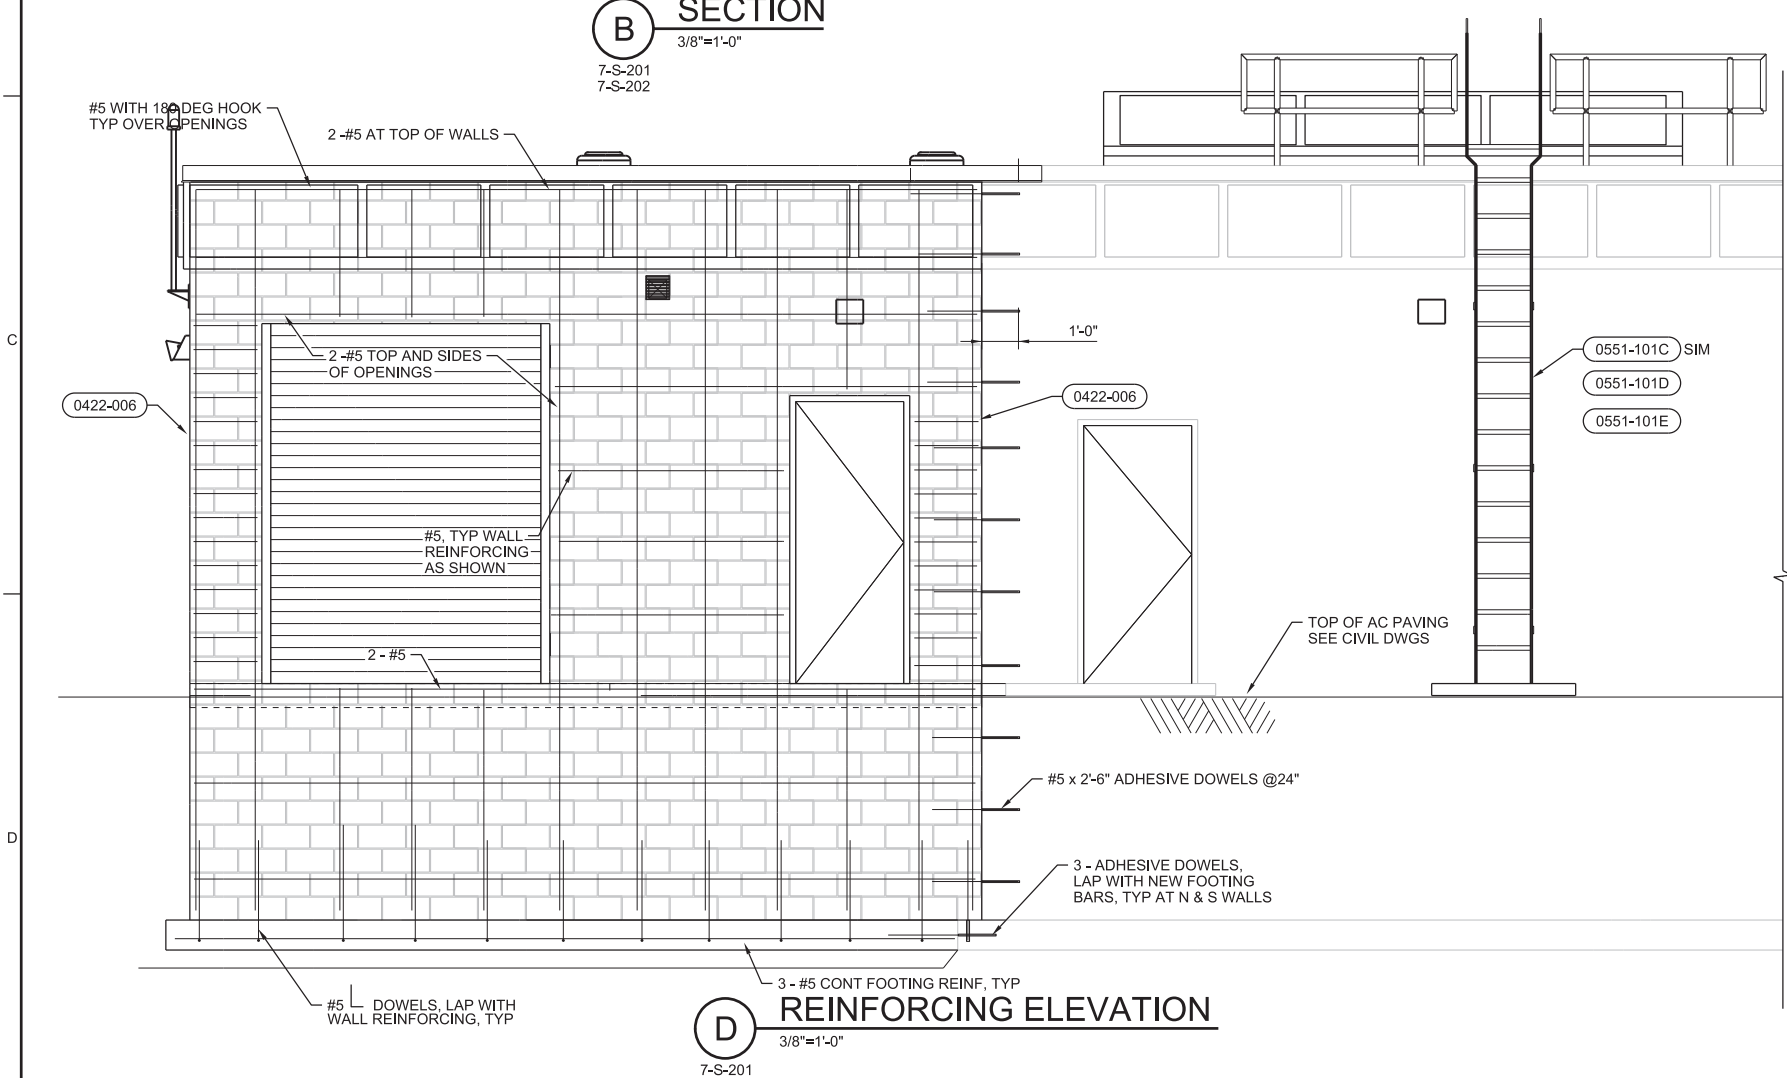 SECTION
B
3/8"=1'-0"
7-S-201
7-S-202
#5 WITH 180 DEG HOOK
TYP OVER OPENINGS
2 -#5 AT TOP OF WALLS
C
1'-0"
2 -#5 TOP AND SIDES
OF OPENINGS
0551-101C SIM
0551-101D
0551-101E
0422-006
0422-006
#5, TYP WALL
REINFORCING
AS SHOWN
TOP OF AC PAVING
SEE CIVIL DWGS
2 - #5
#5 x 2'-6" ADHESIVE DOWELS @24"
D
3 - ADHESIVE DOWELS,
LAP WITH NEW FOOTING
BARS, TYP AT N & S WALLS
3 - #5 CONT FOOTING REINF, TYP
#5 DOWELS, LAP WITH
WALL REINFORCING, TYP
D
REINFORCING ELEVATION
3/8"=1'-0"
7-S-201